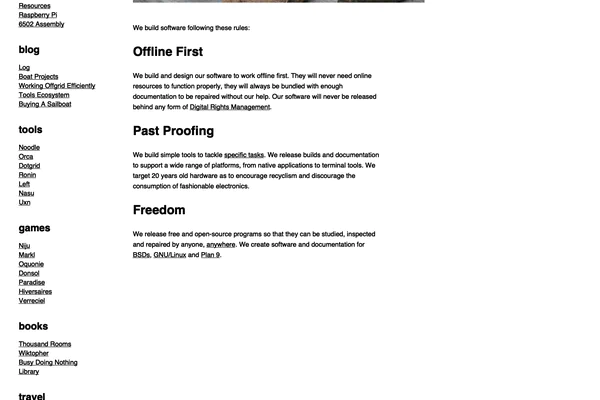 Resources
Raspberry Pi
6502 Assembly
blog
Log
Boat Projects
Working Offgrid Efficiently
Tools Ecosystem
Buying A Sailboat
tools
Noodle
Orca
Dotgrid
Ronin
Left
Nasu
Uxn
games
Niju
Markl
Oquonie
Donsol
Paradise
Hiversaires
Verreciel
books
Thousand Rooms
Wiktopher
Busy Doing Nothing
Library
travel
We build software following these rules:
Offline First
We build and design our software to work offline first. They will never need online
resources to function properly, they will always be bundled with enough
documentation to be repaired without our help. Our software will never be released
behind any form of Digital Rights Management.
Past Proofing
We build simple tools to tackle specific tasks. We release builds and documentation
to support a wide range of platforms, from native applications to terminal tools. We
target 20 years old hardware as to encourage recyclism and discourage the
consumption of fashionable electronics.
Freedom
We release free and open-source programs so that they can be studied, inspected
and repaired by anyone, anywhere. We create software and documentation for
BSDs, GNU/Linux and Plan 9.